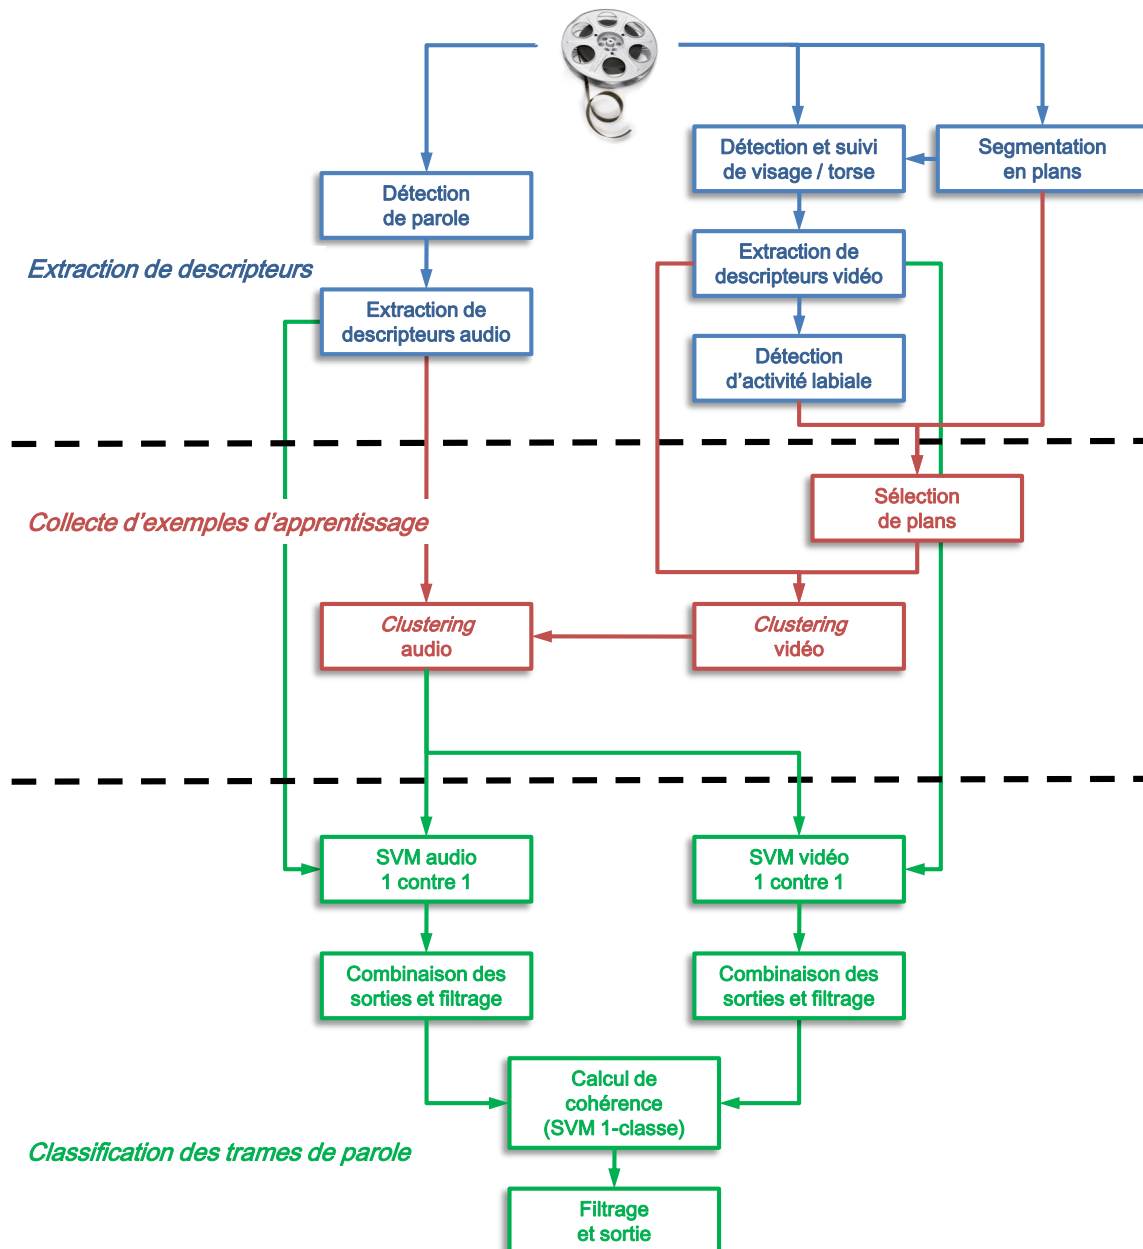 Détection et suivi
de visage / torse
Segmentation
en plans
Détection
de parole
Extraction de
descripteurs vidéo
Extraction de descripteurs
Extraction de
descripteurs audio
Détection
d'activité labiale
Sélection
de plans
Collecte d'exemples d'apprentissage
Clustering
audio
Clustering
vidéo
SVM audio
1 contre 1
SVM vidéo
1 contre 1
Combinaison des
sorties et filtrage
Combinaison des
sorties et filtrage
Calcul de
cohérence
(SVM 1-classe)
Classification des trames de parole
Filtrage
et sortie